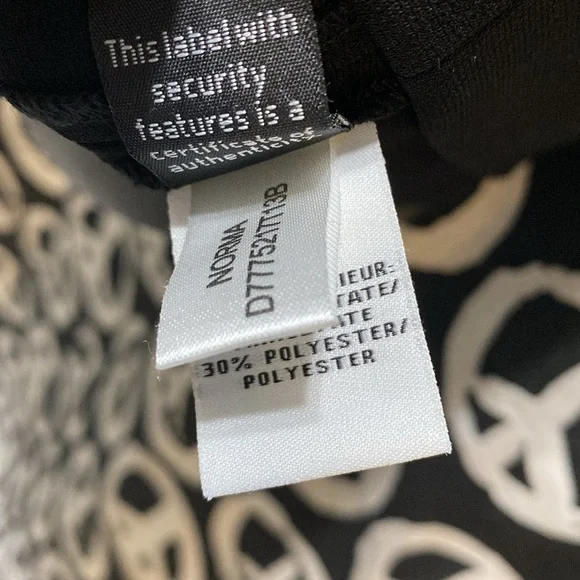 This label with
security
features is a
Certificate of
authenticity
NORMA
D7775217713B
IEUR:
TATE/
30% POLYESTER/
POLYESTER